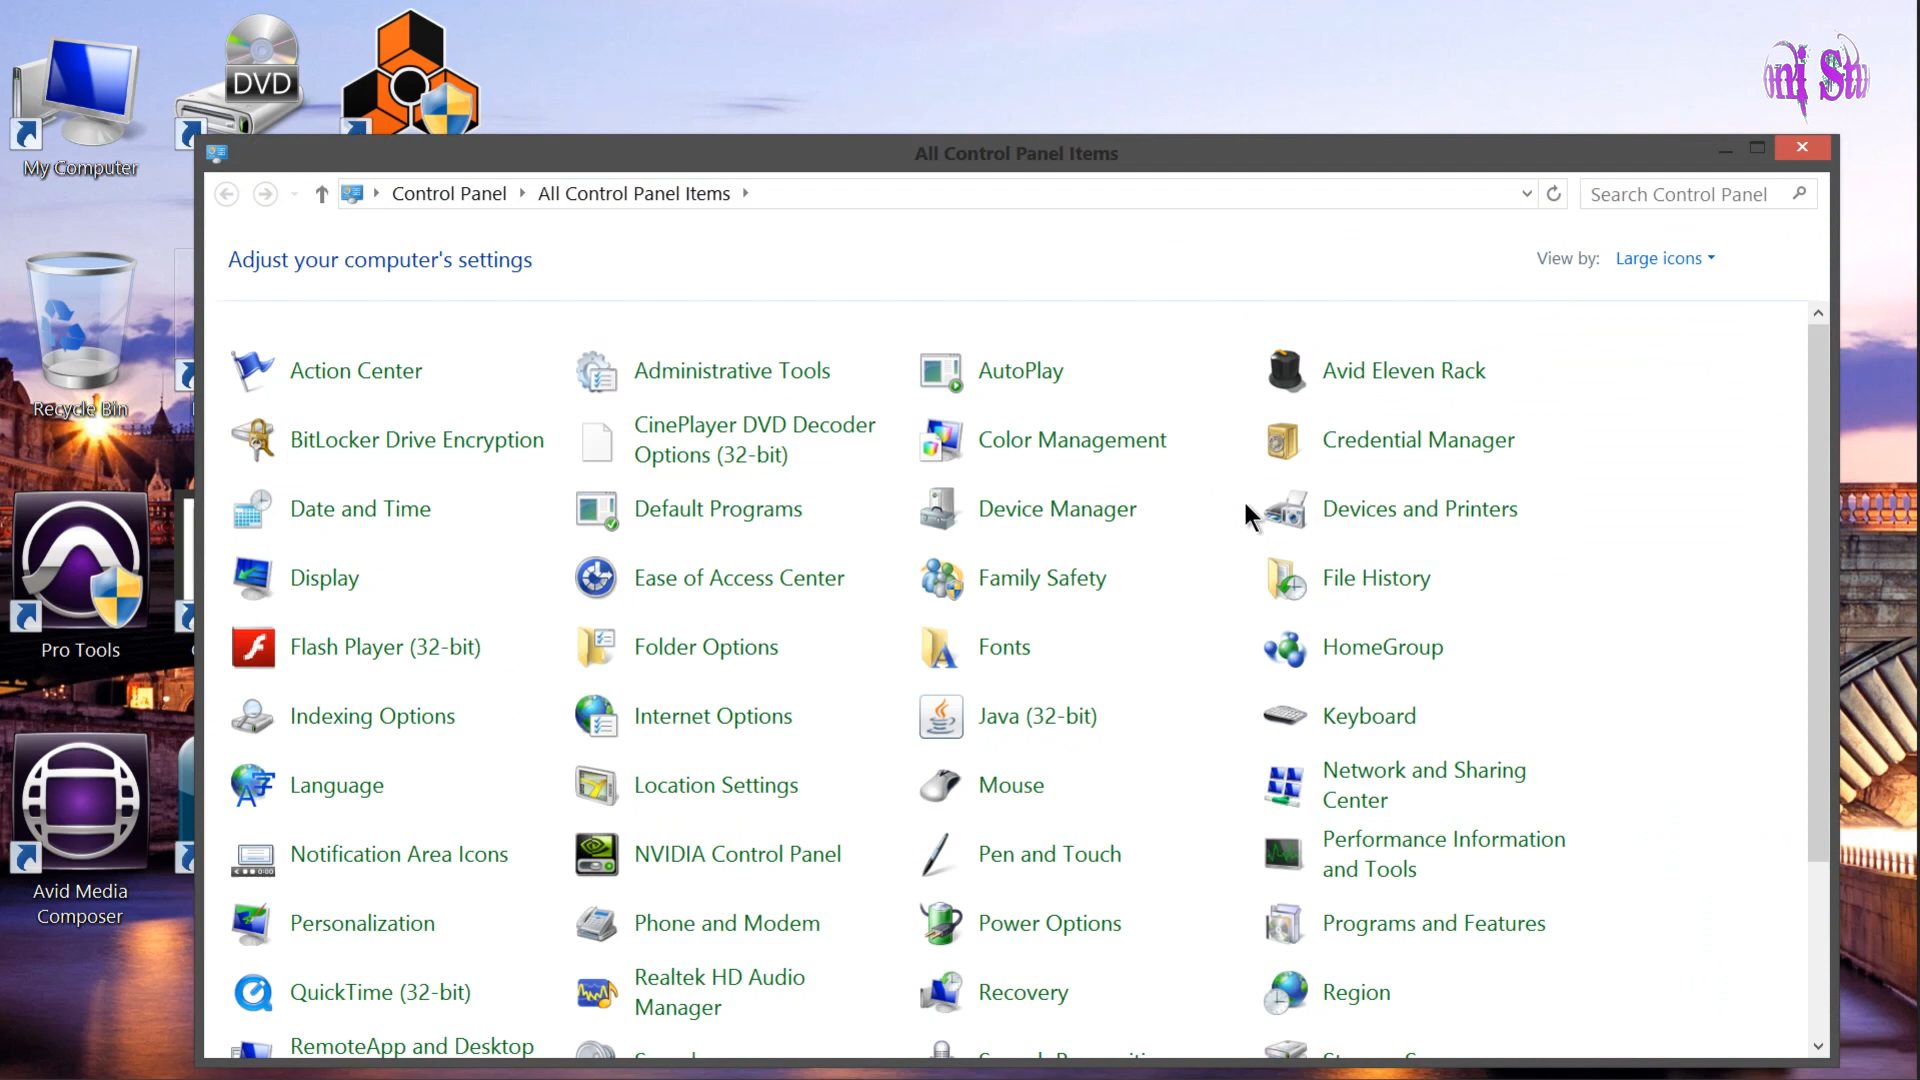 DVD
My Computer
All Control Panel Items
Control Panel
All Control Panel Items
Search Control Panel
Adjust your computer's settings
View by: Large icons
Action Center
Administrative Tools
AutoPlay
Avid Eleven Rack
BitLocker Drive Encryption
CinePlayer DVD Decoder
Options (32-bit)
Color Management
Credential Manager
Date and Time
Default Programs
Device Manager
Devices and Printers
Recycle Bin
Display
Ease of Access Center
Family Safety
File History
Flash Player (32-bit)
Folder Options
Fonts
HomeGroup
Pro Tools
Indexing Options
Internet Options
Java (32-bit)
Keyboard
Language
Location Settings
Mouse
Network and Sharing
Center
Notification Area Icons
NVIDIA Control Panel
Pen and Touch
Performance Information
and Tools
Avid Media
Composer
Personalization
Phone and Modem
Power Options
Programs and Features
QuickTime (32-bit)
Realtek HD Audio
Manager
Recovery
Region
RemoteApp and Desktop